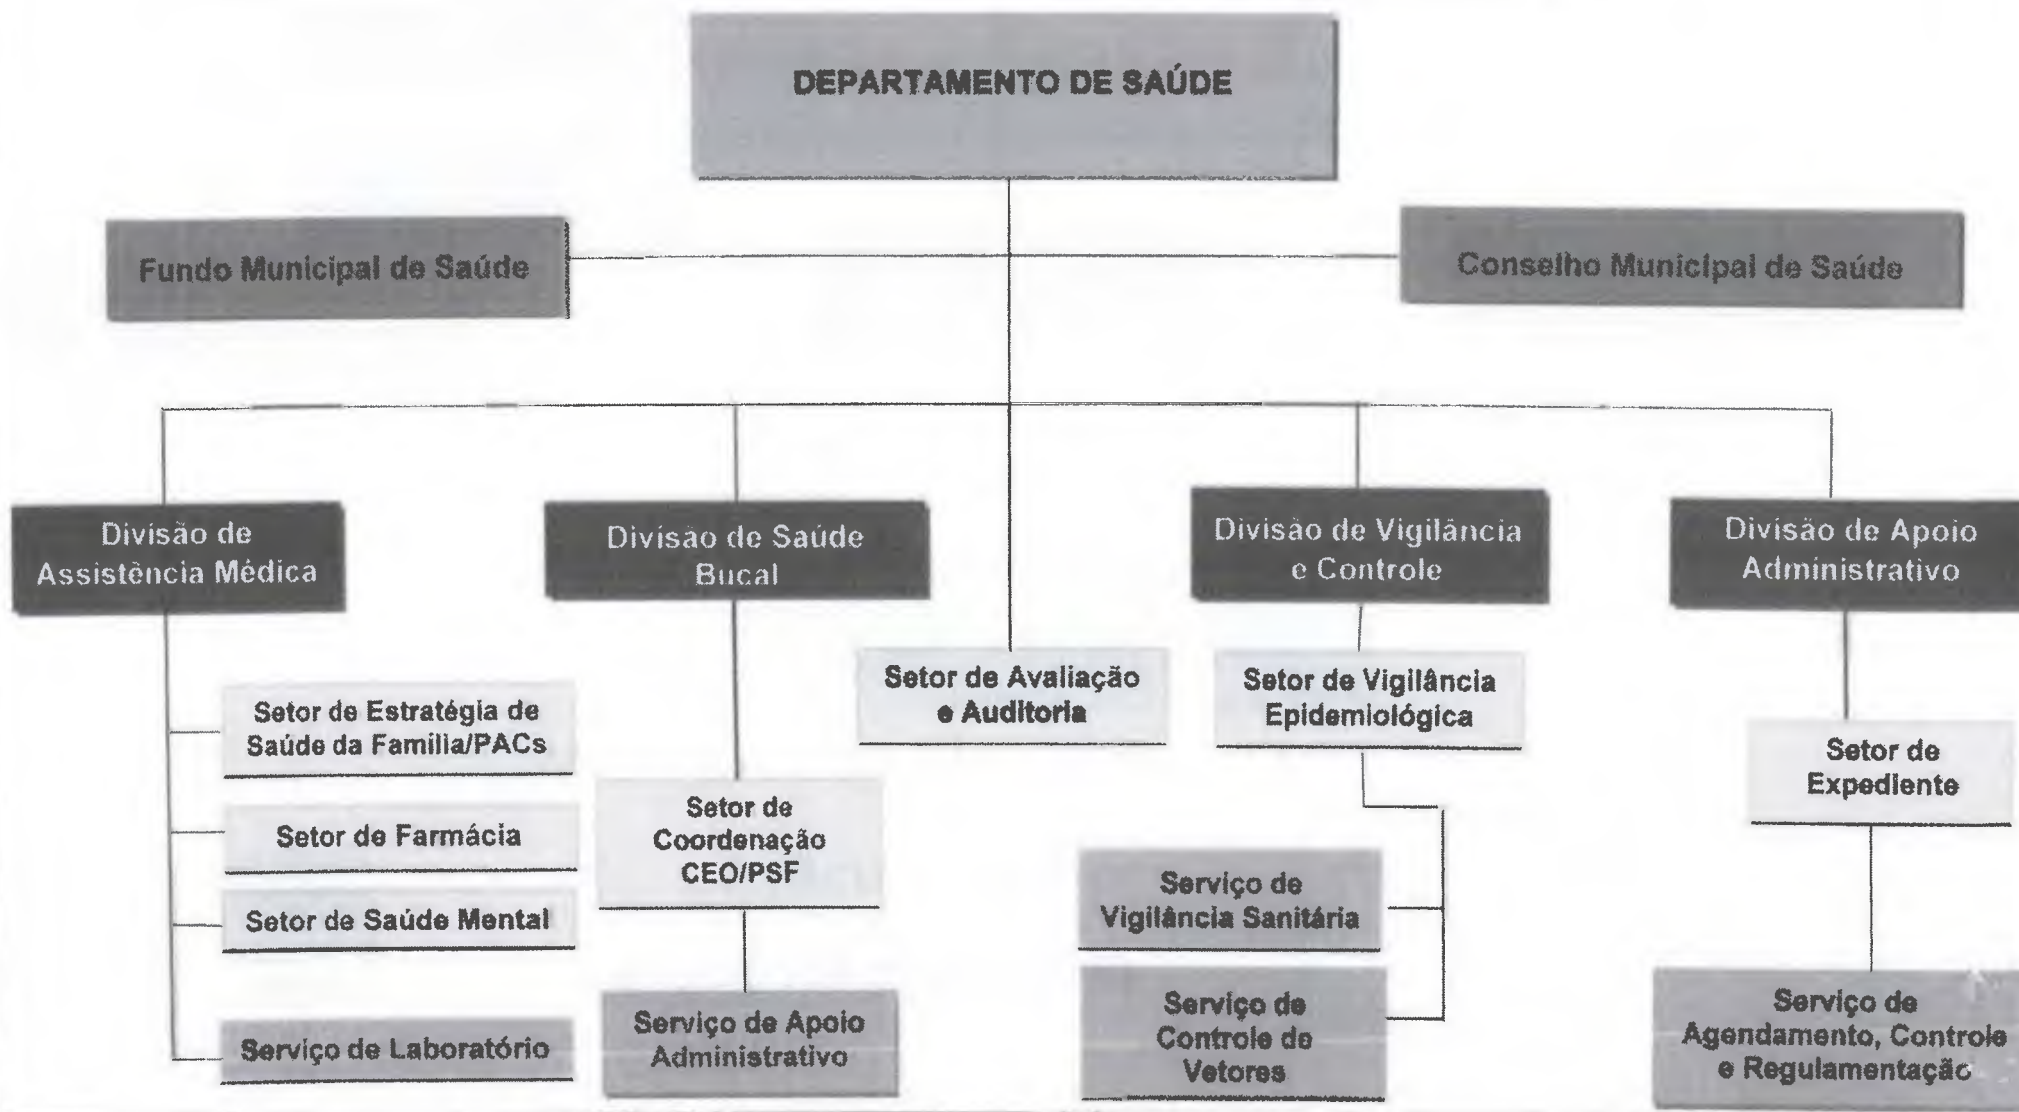 DEPARTAMENTO DE SAÚDE
Fundo Municipal de Saúde
Conselho Municipal de Saúde
Divisão de
Assistência Médica
Divisão de Saúde
Bucal
Divisão de Vigilância
e Controle
Divisão de Apoio
Administrativo
Setor de Avaliação
e Auditoria
Setor de Vigilância
Epidemiológica
Setor de Estratégia de
Saúde da Família/PACs
Setor de
Expediente
Setor de
Coordenação
CEO/PSF
Setor de Farmácia
Serviço de
Vigilância Sanitária
Setor de Saúde Mental
Serviço de
Controle de
Vetores
Serviço de
Agendamento, Controle
e Regulamentação
Serviço de Apoio
Administrativo
Serviço de Laboratório